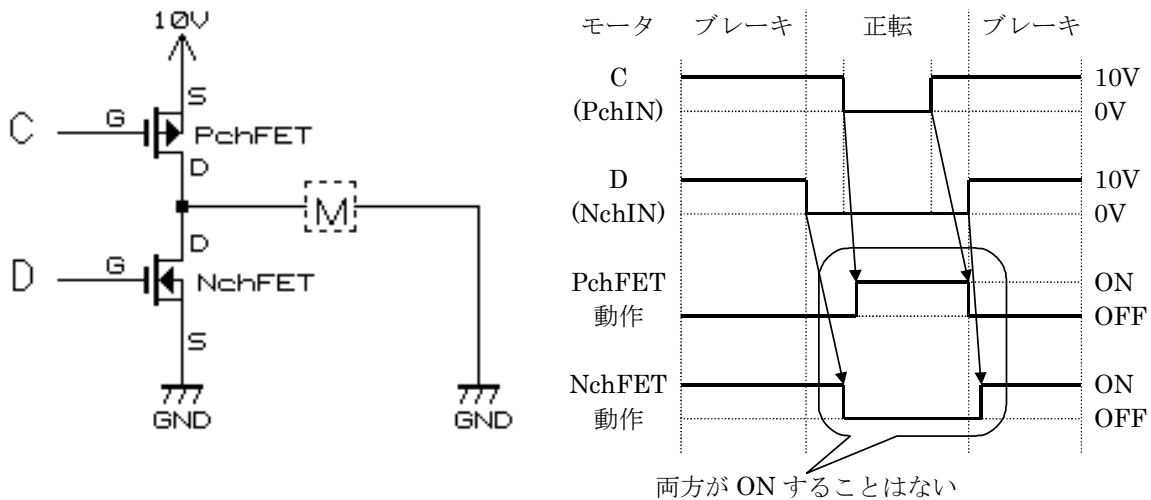 10V
S
C
G
PchFET
D
M
D
D
G
NchFET
S
GND
GND
モータ ブレーキ 正転 ブレーキ
C
(PchIN)
10V
0V
D
(NchIN)
10V
0V
PchFET
動作
ON
OFF
NchFET
動作
ON
OFF
両方が ON することはない